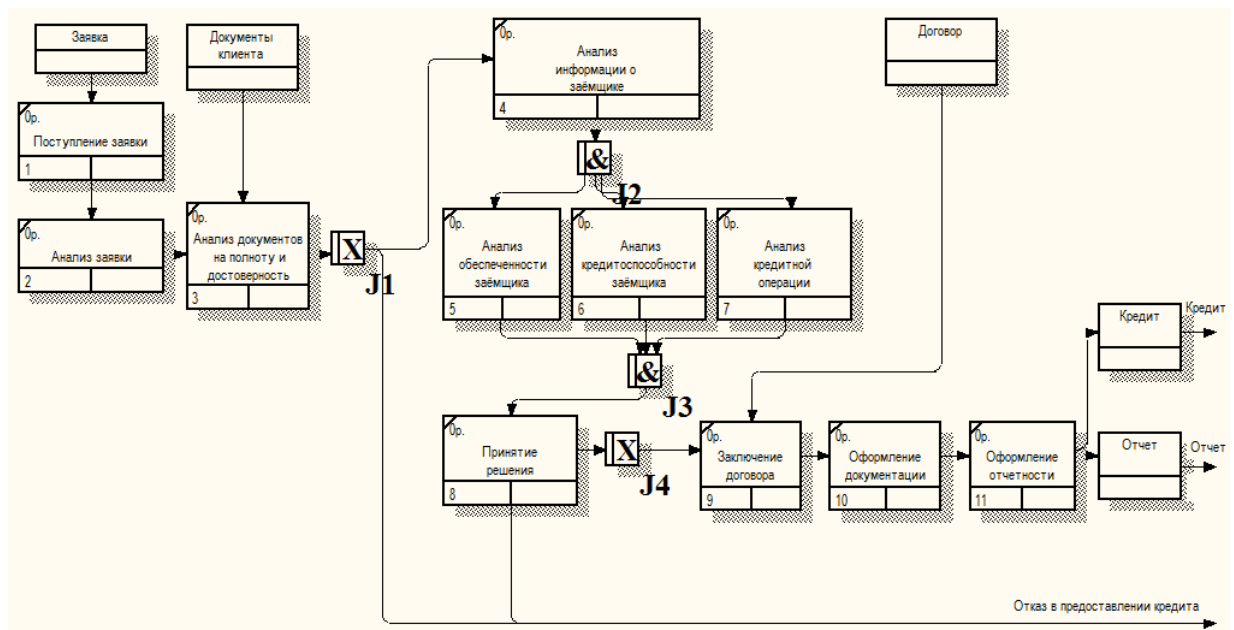 Заявка
Документы
клиента
0р.
Анализ
информации о
заёмщике
4
Договор
0р.
Поступление заявки
1
&
J2
0р.
Анализ заявки
2
0р.
Анализ документов
на полноту и
достоверность
3
X
J1
0р.
Анализ
обеспеченности
заёмщика
5
0р.
Анализ
кредитоспособности
заёмщика
6
0р.
Анализ
кредитной
операции
7
&
J3
Кредит
Кредит
0р.
Принятие
решения
8
X
J4
0р.
Заключение
договора
9
0р.
Оформление
документации
10
0р.
Оформление
отчетности
11
Отчет
Отчет
Отказ в предоставлении кредита